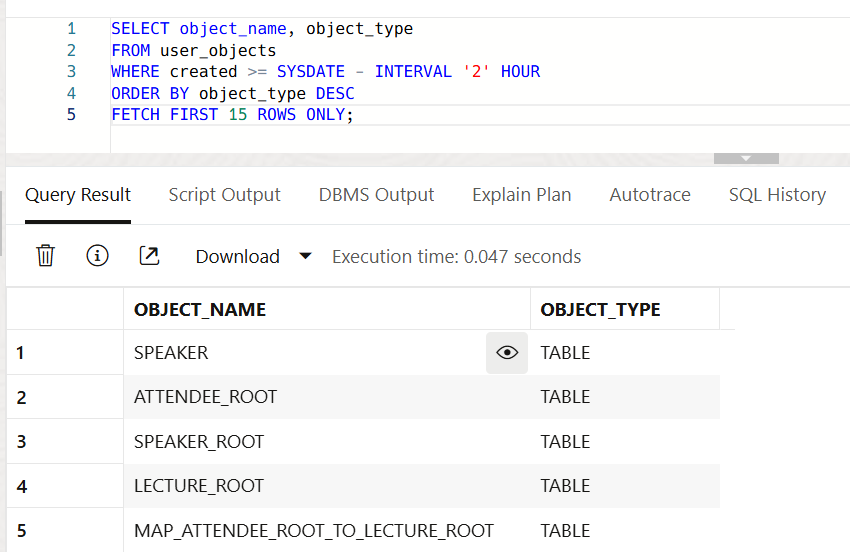 1 SELECT object_name, object_type
2 FROM user_objects
3 WHERE created >= SYSDATE - INTERVAL '2' HOUR
4 ORDER BY object_type DESC
5 FETCH FIRST 15 ROWS ONLY;
Query Result Script Output DBMS Output Explain Plan Autotrace SQL History
Download Execution time: 0.047 seconds
OBJECT_NAME OBJECT_TYPE
1 SPEAKER TABLE
2 ATTENDEE_ROOT TABLE
3 SPEAKER_ROOT TABLE
4 LECTURE_ROOT TABLE
5 MAP_ATTENDEE_ROOT_TO_LECTURE_ROOT TABLE